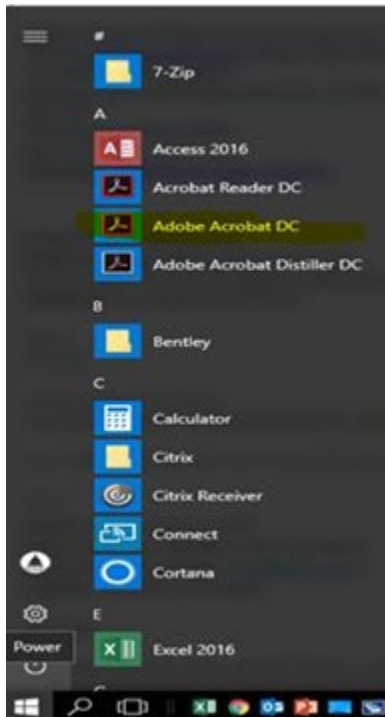 #
7-Zip
A
Access 2016
Acrobat Reader DC
Adobe Acrobat DC
Adobe Acrobat Distiller DC
B
Bentley
C
Calculator
Citrix
Citrix Receiver
Connect
Cortana
E
Power
Excel 2016